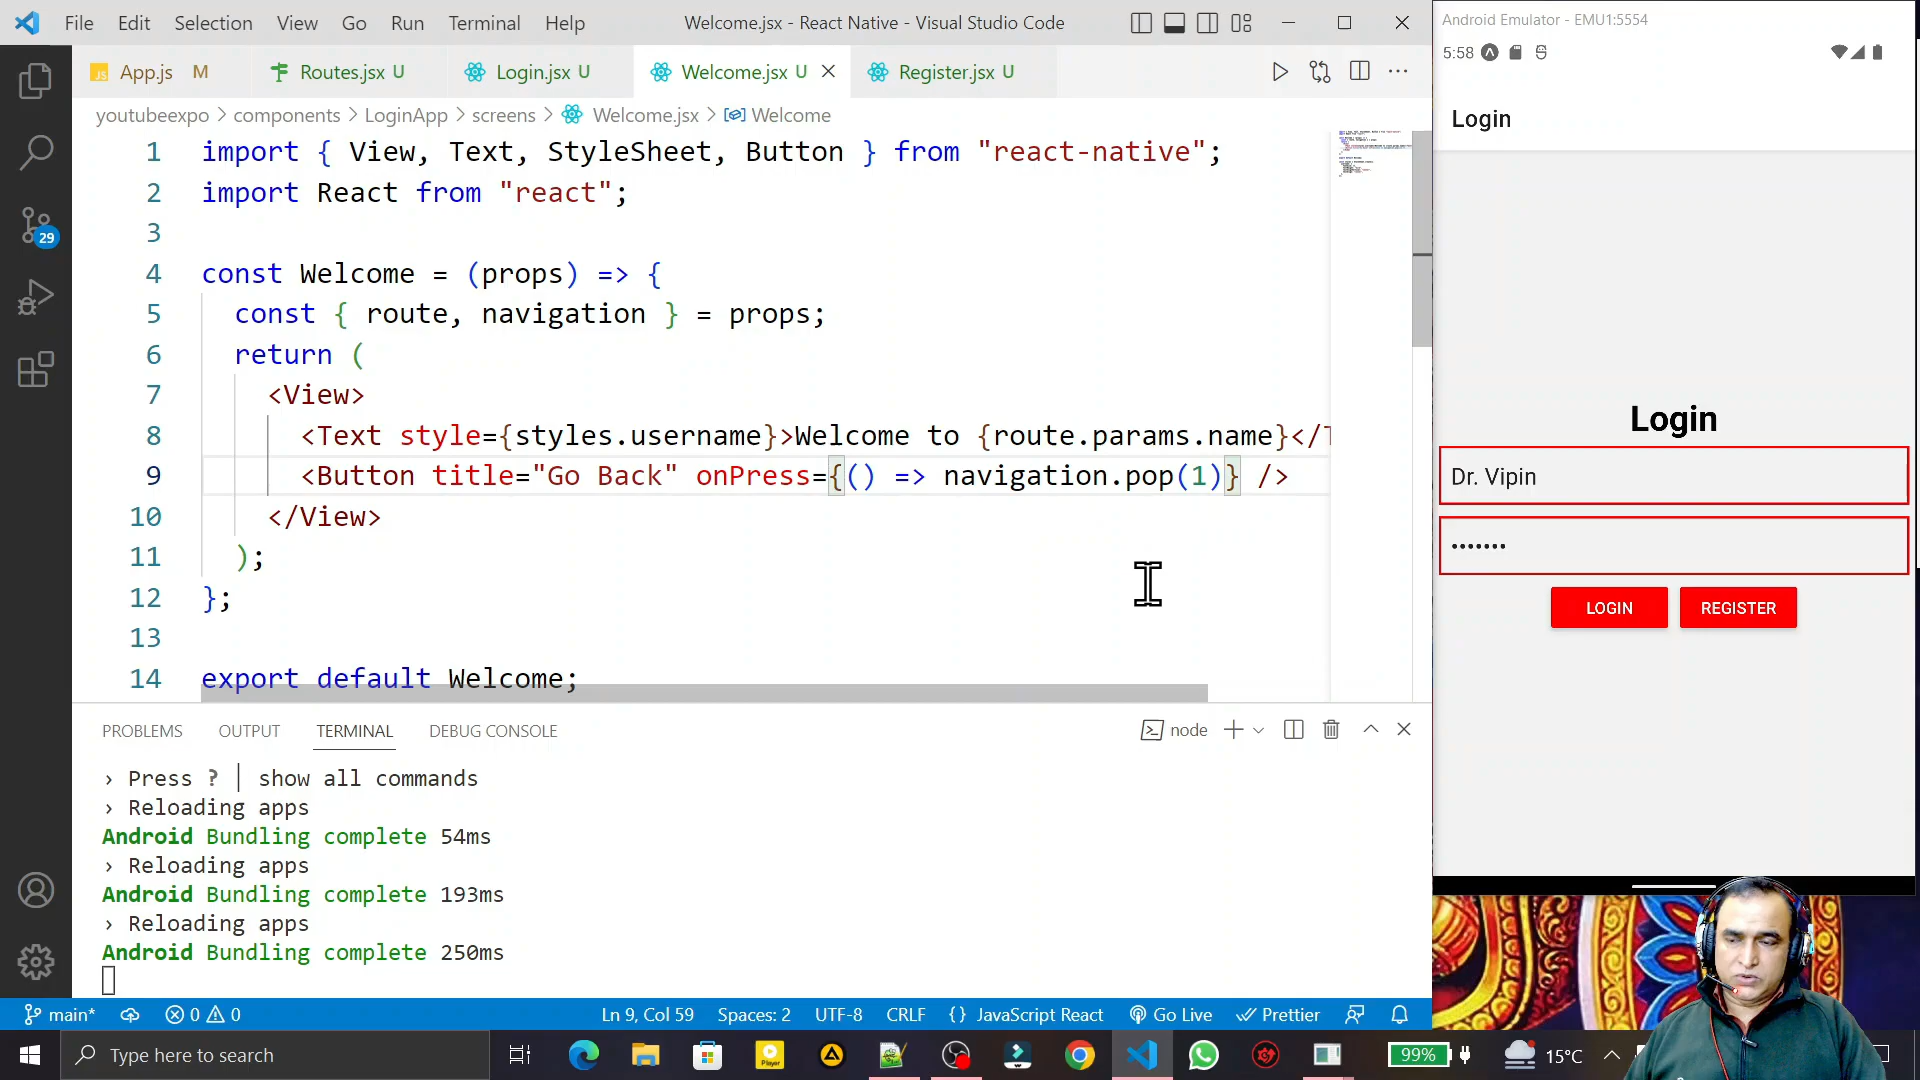 File Edit Selection View Go Run Terminal Help
Welcome.jsx - React Native - Visual Studio Code
Android Emulator - EMU1:5554
5:58
JS App.js M
Routes.jsx U
Login.jsx U
Welcome.jsx U
Register.jsx U
youtubeexpo > components > LoginApp > screens > Welcome.jsx > Welcome
Login
29
1 import { View, Text, StyleSheet, Button } from "react-native";
2 import React from "react";
3
4 const Welcome = (props) => {
5 const { route, navigation } = props;
6 return (
7 <View>
8 <Text style={styles.username}>Welcome to {route.params.name}</T
9 <Button title="Go Back" onPress={() => navigation.pop(1)} />
10 </View>
11 );
12 };
13
14 export default Welcome;
Login
Dr. Vipin
•••••••
LOGIN REGISTER
PROBLEMS OUTPUT TERMINAL DEBUG CONSOLE
node
› Press ? │ show all commands
› Reloading apps
Android Bundling complete 54ms
› Reloading apps
Android Bundling complete 193ms
› Reloading apps
Android Bundling complete 250ms
main* 0 0
Ln 9, Col 59 Spaces: 2 UTF-8 CRLF {} JavaScript React Go Live Prettier
Type here to search
Player
99%
15°C